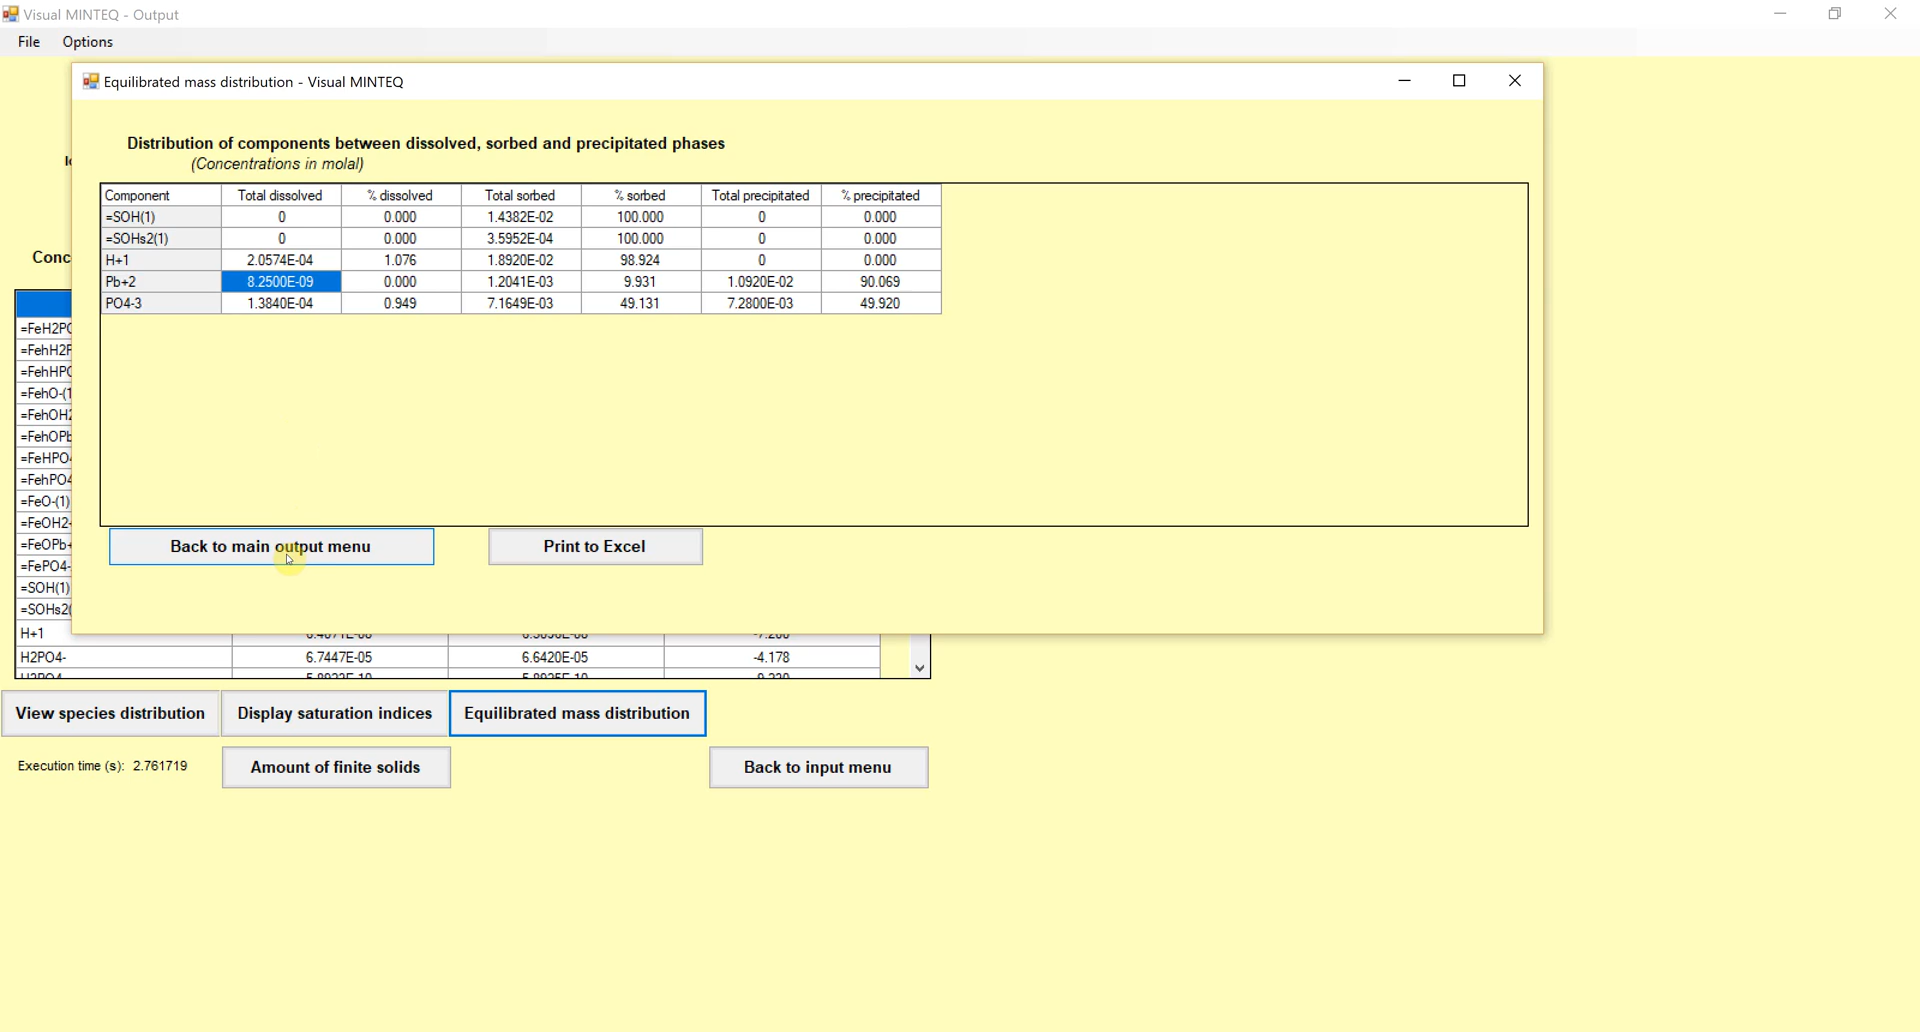 Visual MINTEQ - Output
File Options
Equilibrated mass distribution - Visual MINTEQ
Distribution of components between dissolved, sorbed and precipitated phases
(Concentrations in molal)
Component Total dissolved % dissolved Total sorbed % sorbed Total precipitated % precipitated
=SOH(1) 0 0.000 1.4382E-02 100.000 0 0.000
=SOHs2(1) 0 0.000 3.5952E-04 100.000 0 0.000
H+1 2.0574E-04 1.076 1.8920E-02 98.924 0 0.000
Pb+2 8.2500E-09 0.000 1.2041E-03 9.931 1.0920E-02 90.069
PO4-3 1.3840E-04 0.949 7.1649E-03 49.131 7.2800E-03 49.920
Conc
=FeH2PO
=FehH2P
=FehHPO
=FehO-(1
=FehOH2
=FehOPb
=FeHPO4
=FehPO4
=FeO-(1)
=FeOH2+
=FeOPb+
=FePO4-
=SOH(1)
=SOHs2(
Back to main output menu Print to Excel
H+1
H2PO4- 6.7447E-05 6.6420E-05 -4.178
View species distribution Display saturation indices Equilibrated mass distribution
Execution time (s): 2.761719 Amount of finite solids Back to input menu